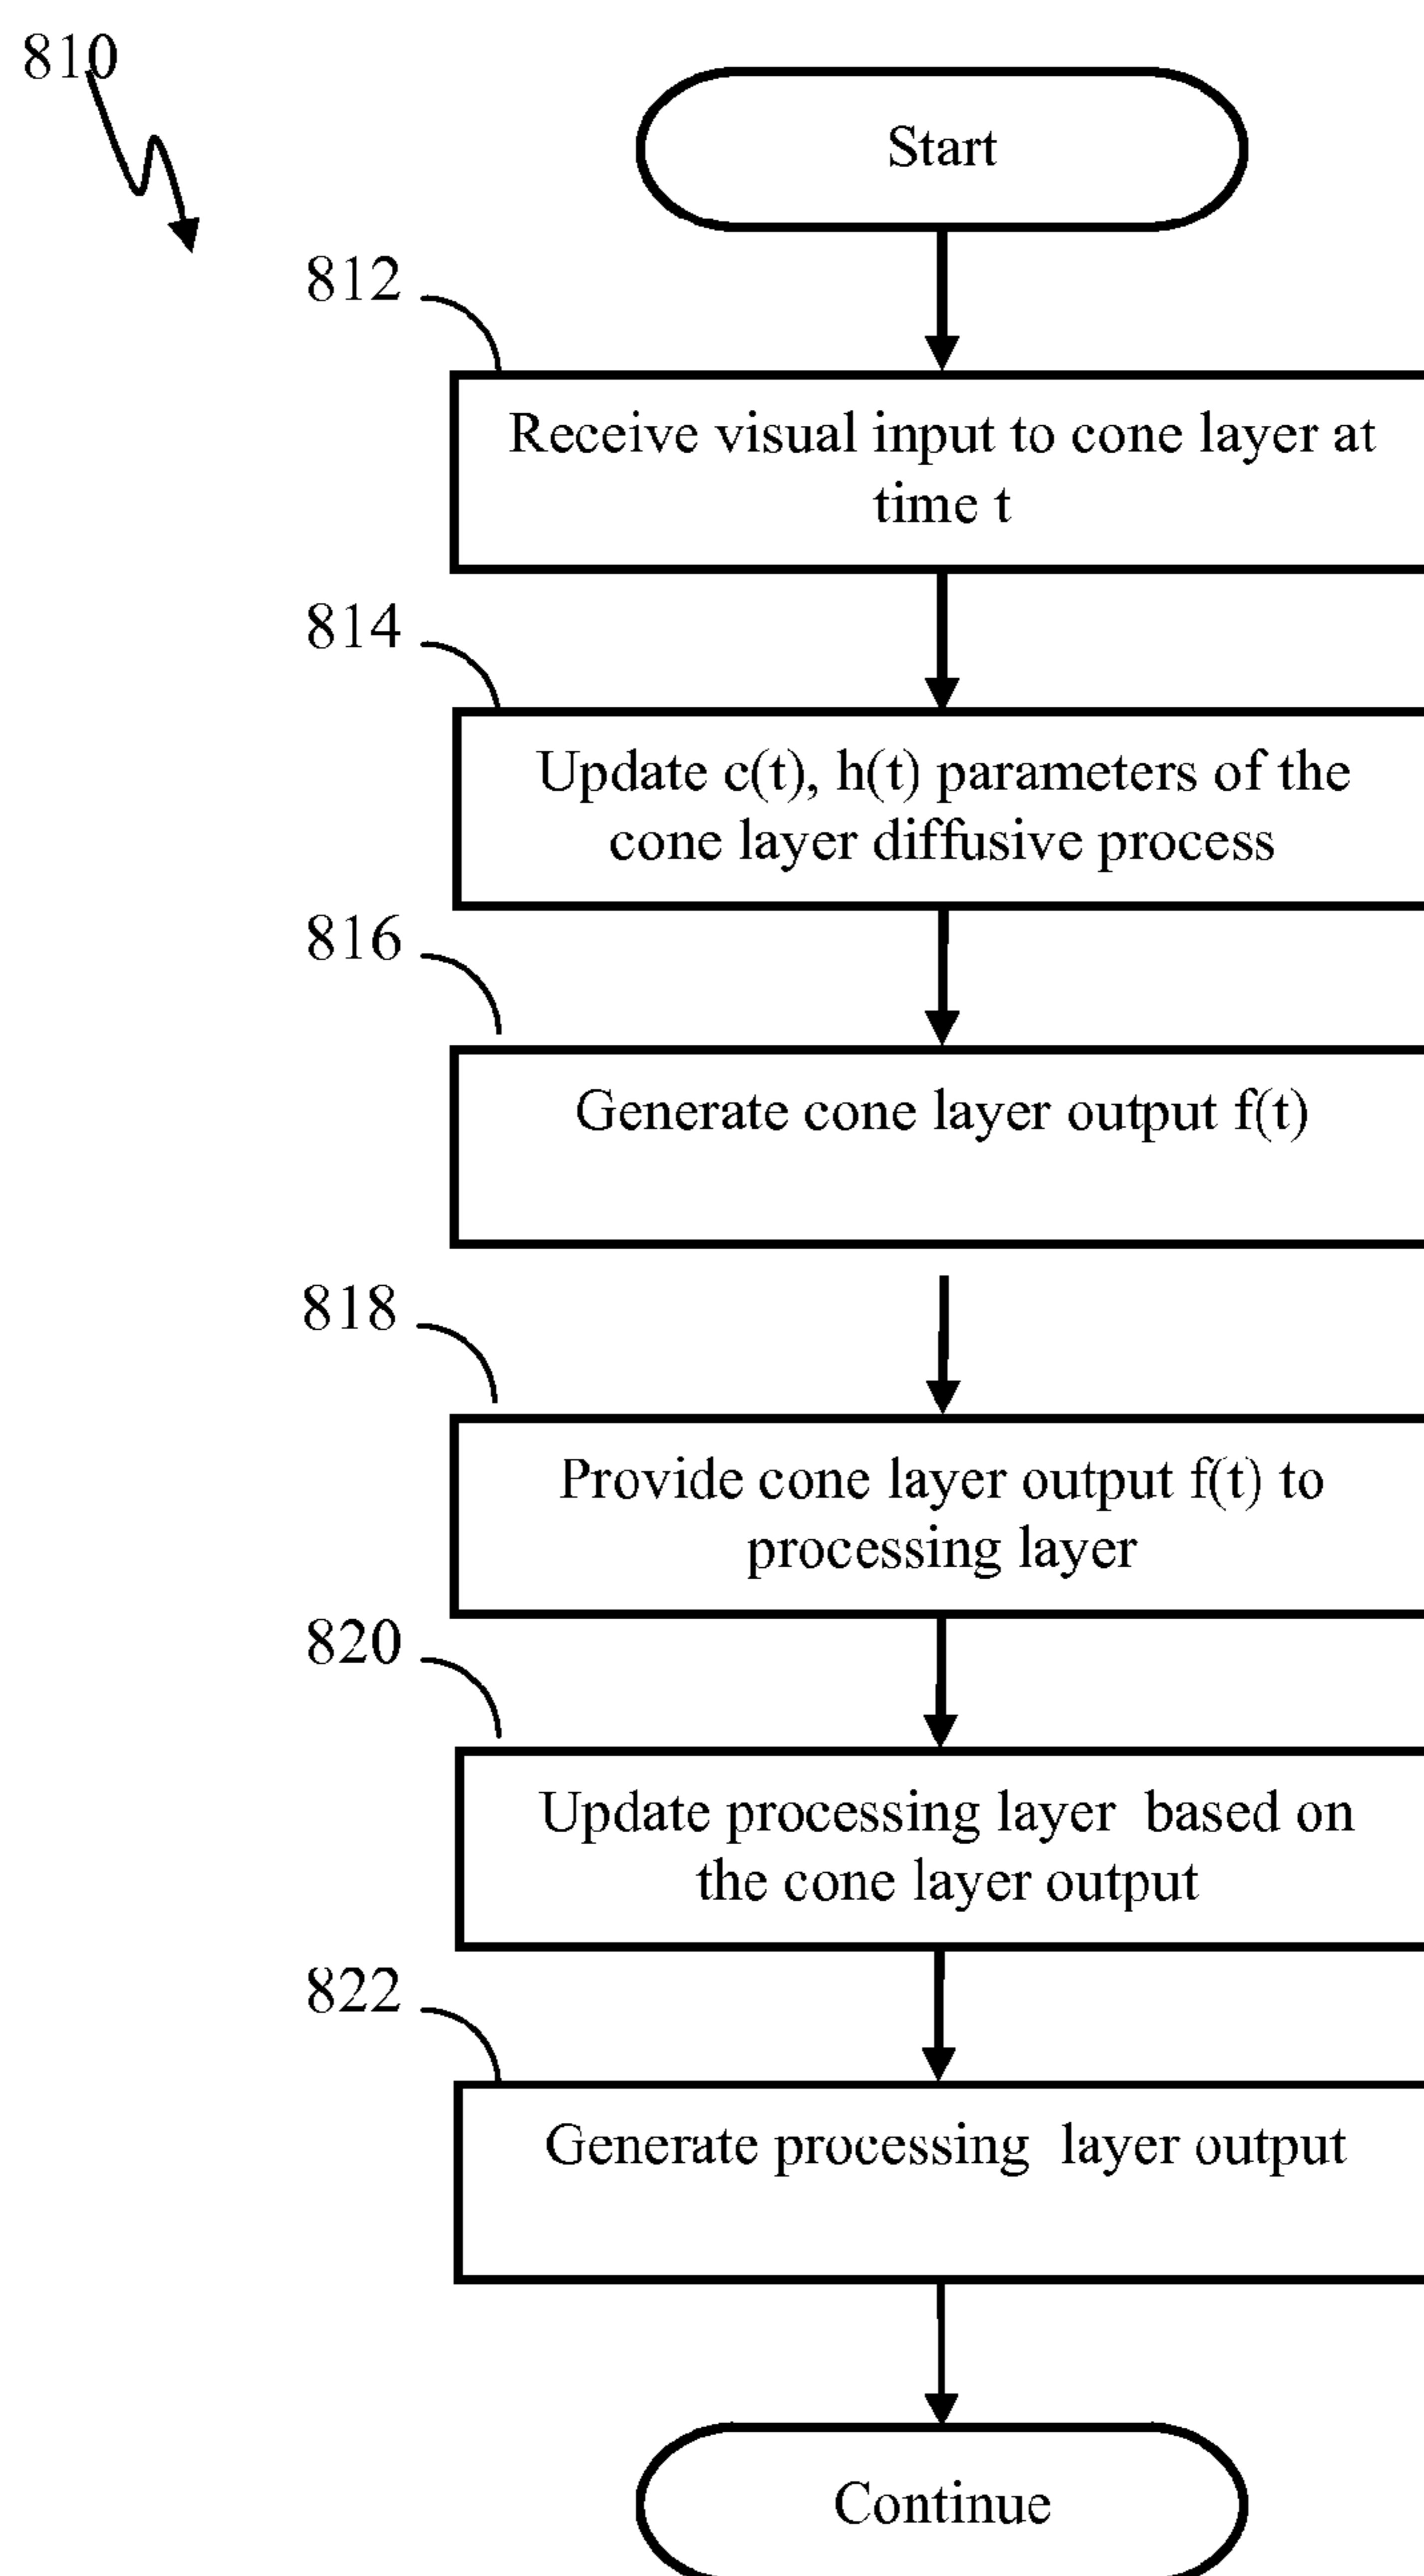 810
Start
812
Receive visual input to cone layer at
time t
814
Update c(t), h(t) parameters of the
cone layer diffusive process
816
Generate cone layer output f(t)
818
Provide cone layer output f(t) to
processing layer
820
Update processing layer based on
the cone layer output
822
Generate processing layer output
Continue